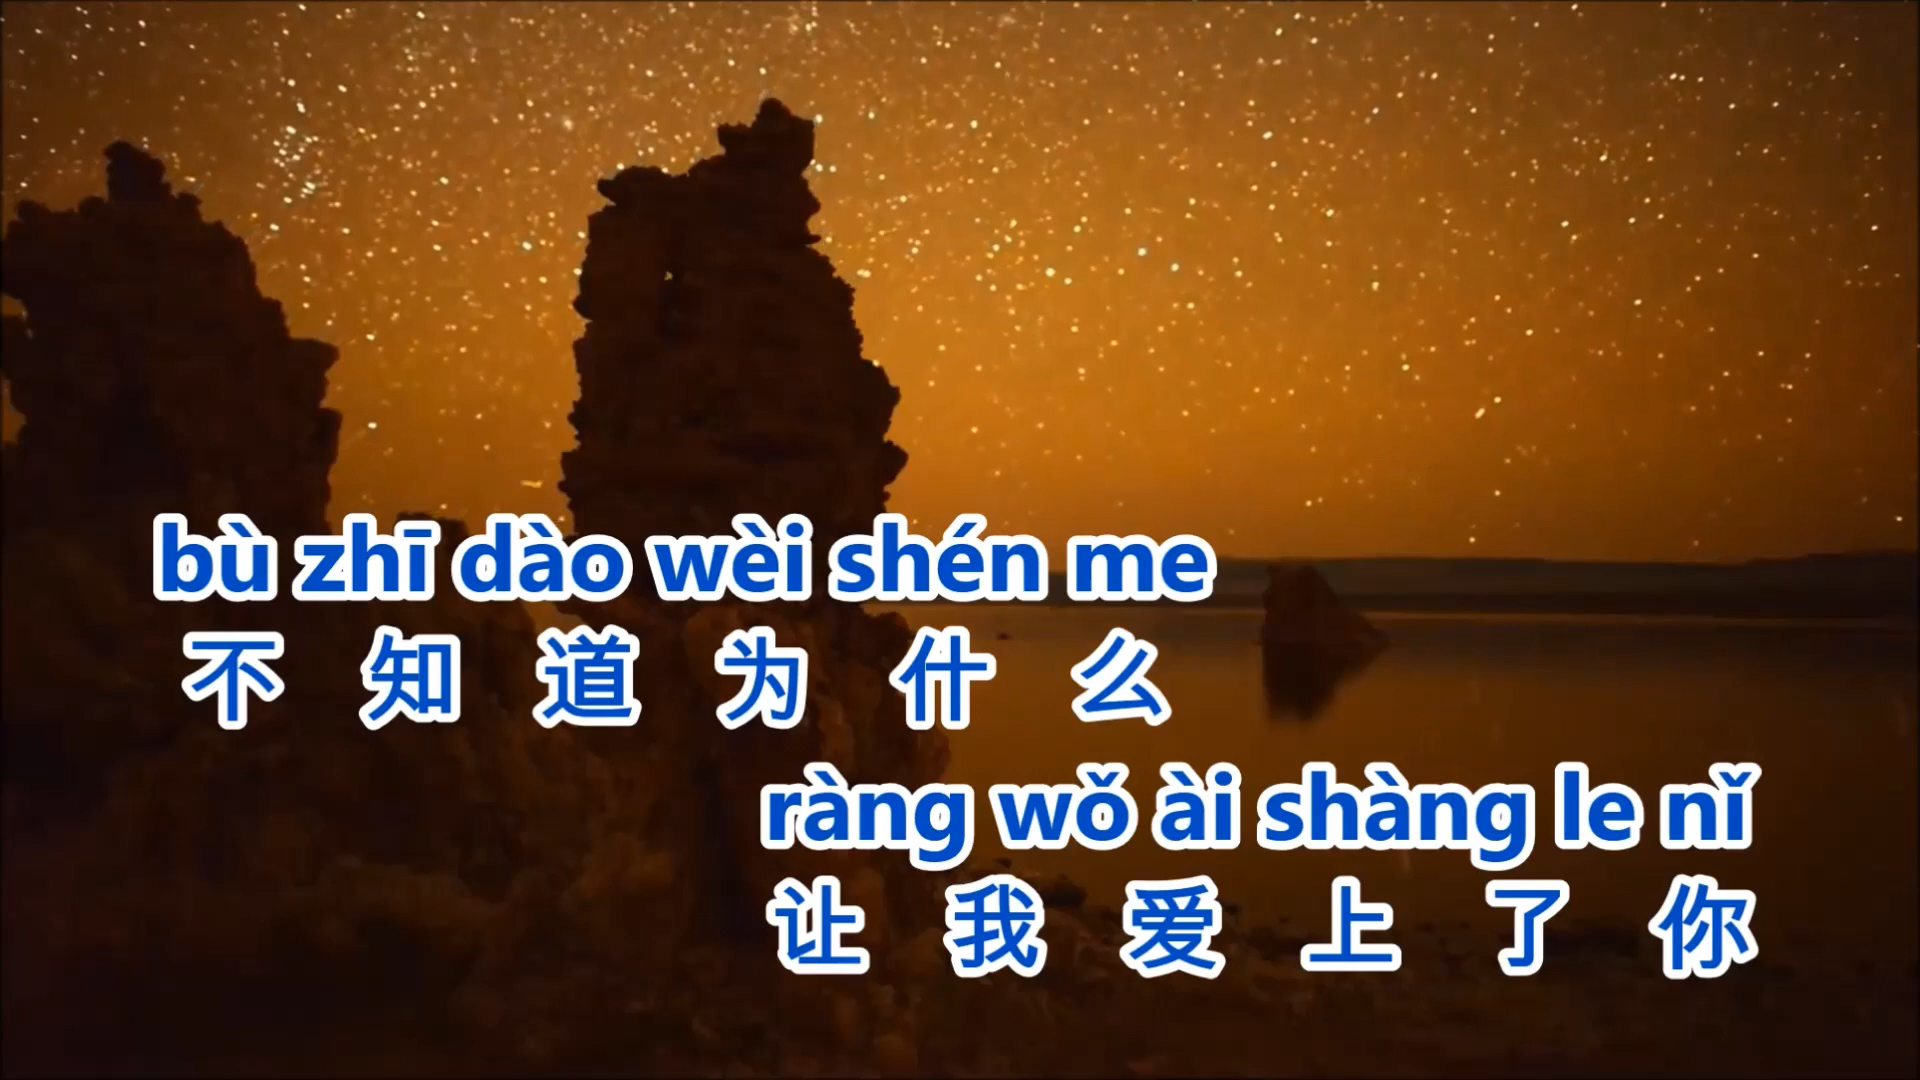 bù zhī dào wèi shén me
不 知 道 为 什 么
ràng wǒ ài shàng le nǐ
让 我 爱 上 了 你